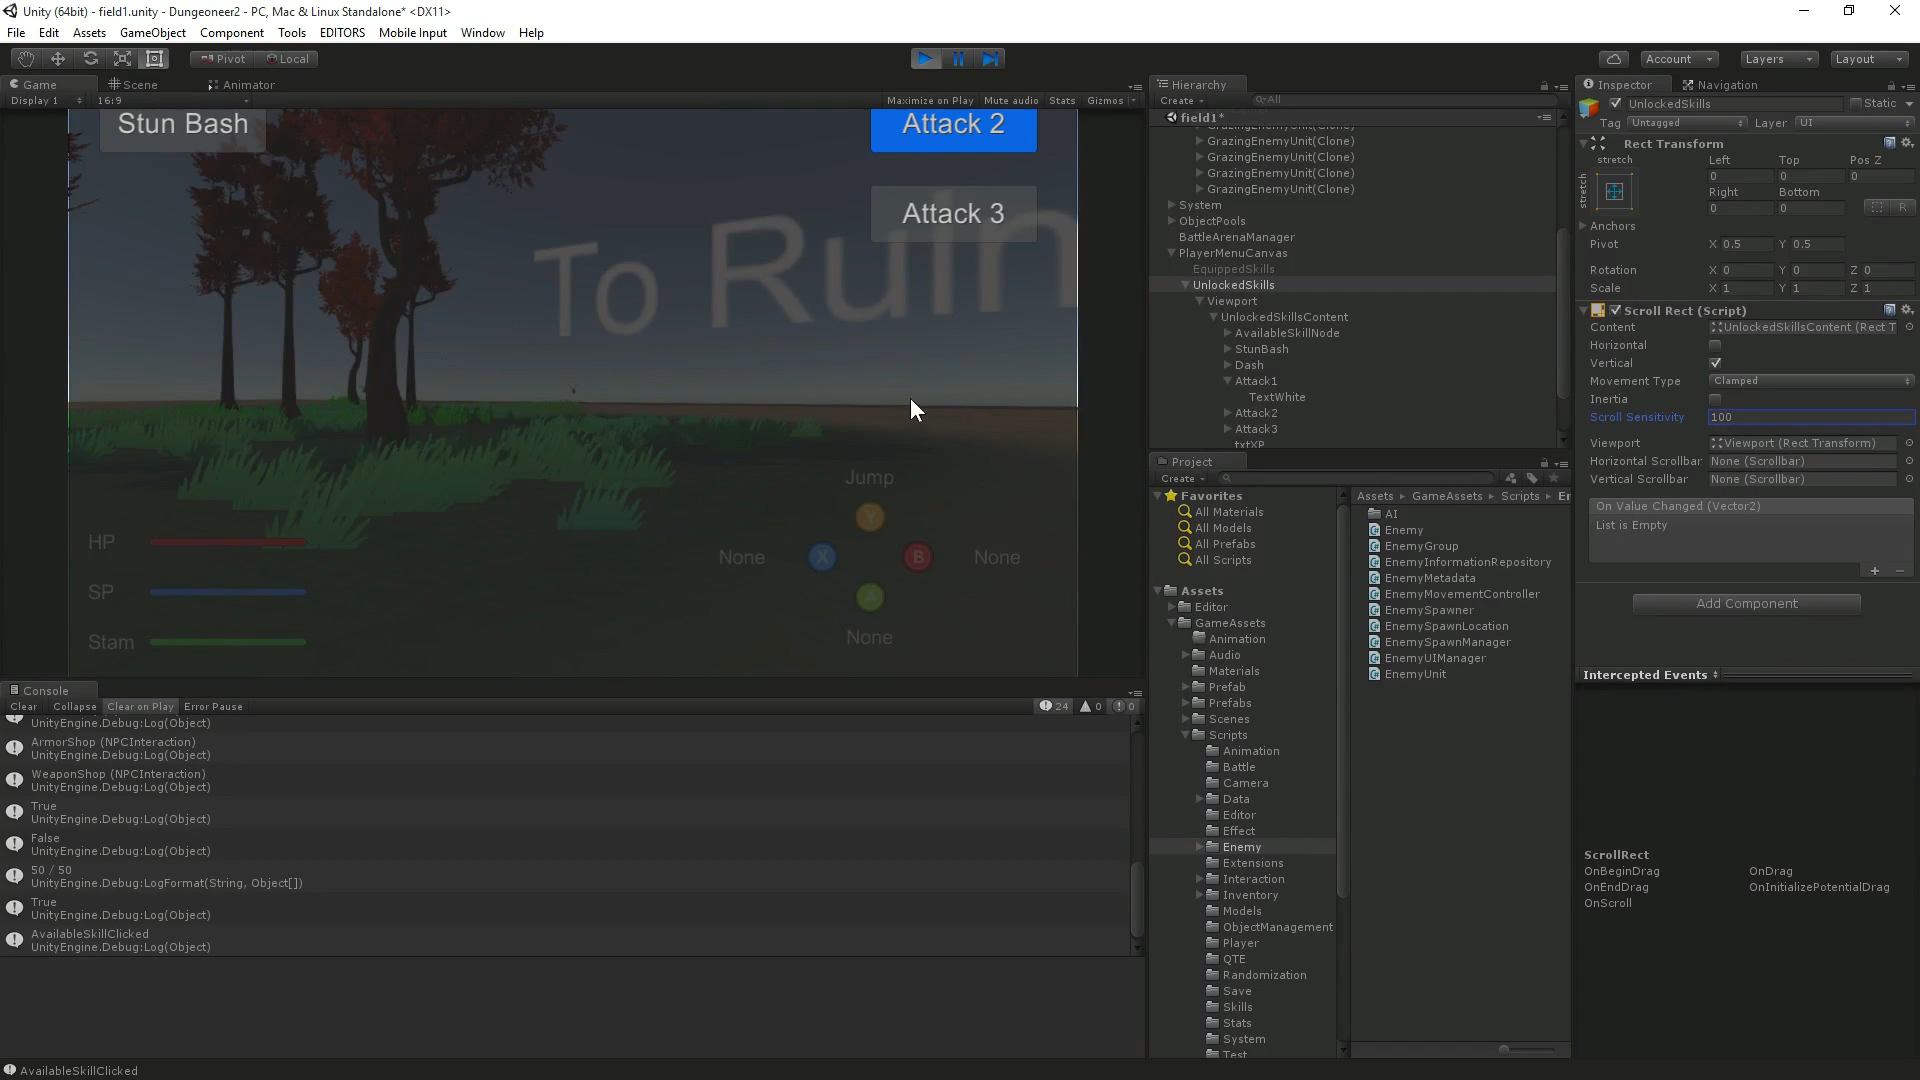 Unity (64bit) - field1.unity - Dungeoneer2 - PC, Mac & Linux Standalone* <DX11>
File Edit Assets GameObject Component Tools EDITORS Mobile Input Window Help
Pivot Local Account Layers Layout
Game Scene Animator
Display 1 16:9 Maximize on Play Mute audio Stats Gizmos
Stun Bash
Attack 2
Attack 3
To Ruin
Jump
Y
None X B None
A
None
HP
SP
Stam
Hierarchy
Create All
field1*
GrazingEnemyUnit(Clone)
GrazingEnemyUnit(Clone)
GrazingEnemyUnit(Clone)
GrazingEnemyUnit(Clone)
GrazingEnemyUnit(Clone)
System
ObjectPools
BattleArenaManager
PlayerMenuCanvas
EquippedSkills
UnlockedSkills
Viewport
UnlockedSkillsContent
AvailableSkillNode
StunBash
Dash
Attack1
TextWhite
Attack2
Attack3
txtXP
Project
Create
Favorites
All Materials
All Models
All Prefabs
All Scripts
Assets
Editor
GameAssets
Animation
Audio
Materials
Prefab
Prefabs
Scenes
Scripts
Animation
Battle
Camera
Data
Editor
Effect
Enemy
Extensions
Interaction
Inventory
Models
ObjectManagement
Player
QTE
Randomization
Save
Skills
Stats
System
Test
Assets GameAssets Scripts En
AI
Enemy
EnemyGroup
EnemyInformationRepository
EnemyMetadata
EnemyMovementController
EnemySpawner
EnemySpawnLocation
EnemySpawnManager
EnemyUIManager
EnemyUnit
Inspector Navigation
UnlockedSkills Static
Tag Untagged Layer UI
Rect Transform
stretch Left Top Pos Z
stretch 0 0 0
Right Bottom
0 0 R
Anchors
Pivot X 0.5 Y 0.5
Rotation X 0 Y 0 Z 0
Scale X 1 Y 1 Z 1
Scroll Rect (Script)
Content UnlockedSkillsContent (Rect T
Horizontal
Vertical
Movement Type Clamped
Inertia
Scroll Sensitivity 100
Viewport Viewport (Rect Transform)
Horizontal Scrollbar None (Scrollbar)
Vertical Scrollbar None (Scrollbar)
On Value Changed (Vector2)
List is Empty
Add Component
Intercepted Events
ScrollRect
OnBeginDrag OnDrag
OnEndDrag OnInitializePotentialDrag
OnScroll
Console
Clear Collapse Clear on Play Error Pause 24 0 0
UnityEngine.Debug:Log(Object)
ArmorShop (NPCInteraction)
UnityEngine.Debug:Log(Object)
WeaponShop (NPCInteraction)
UnityEngine.Debug:Log(Object)
True
UnityEngine.Debug:Log(Object)
False
UnityEngine.Debug:Log(Object)
50 / 50
UnityEngine.Debug:LogFormat(String, Object[])
True
UnityEngine.Debug:Log(Object)
AvailableSkillClicked
UnityEngine.Debug:Log(Object)
AvailableSkillClicked